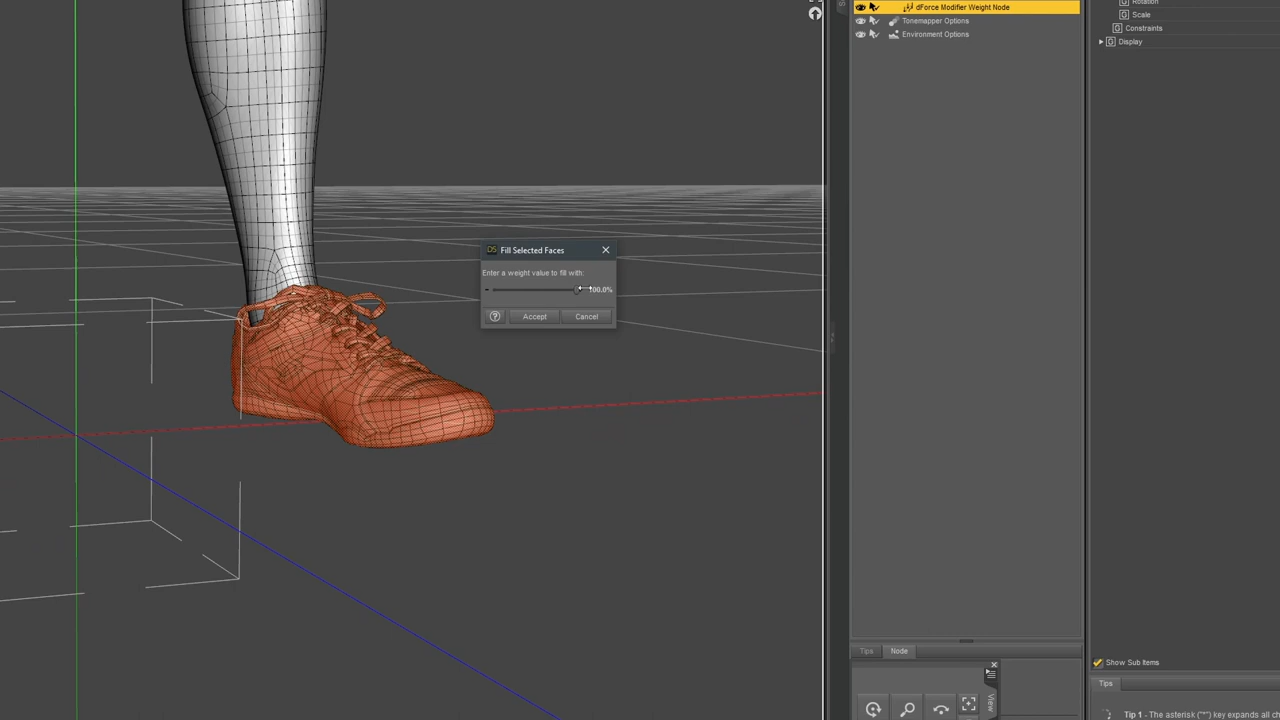 dForce Modifier Weight Node
Tonemapper Options
Environment Options
Rotation
Scale
Constraints
Display
DS Fill Selected Faces
Enter a weight value to fill with:
100.0%
Accept
Cancel
Tips
Node
View
Show Sub Items
Tips
Tip 1 - The asterisk ("*") key expands all c